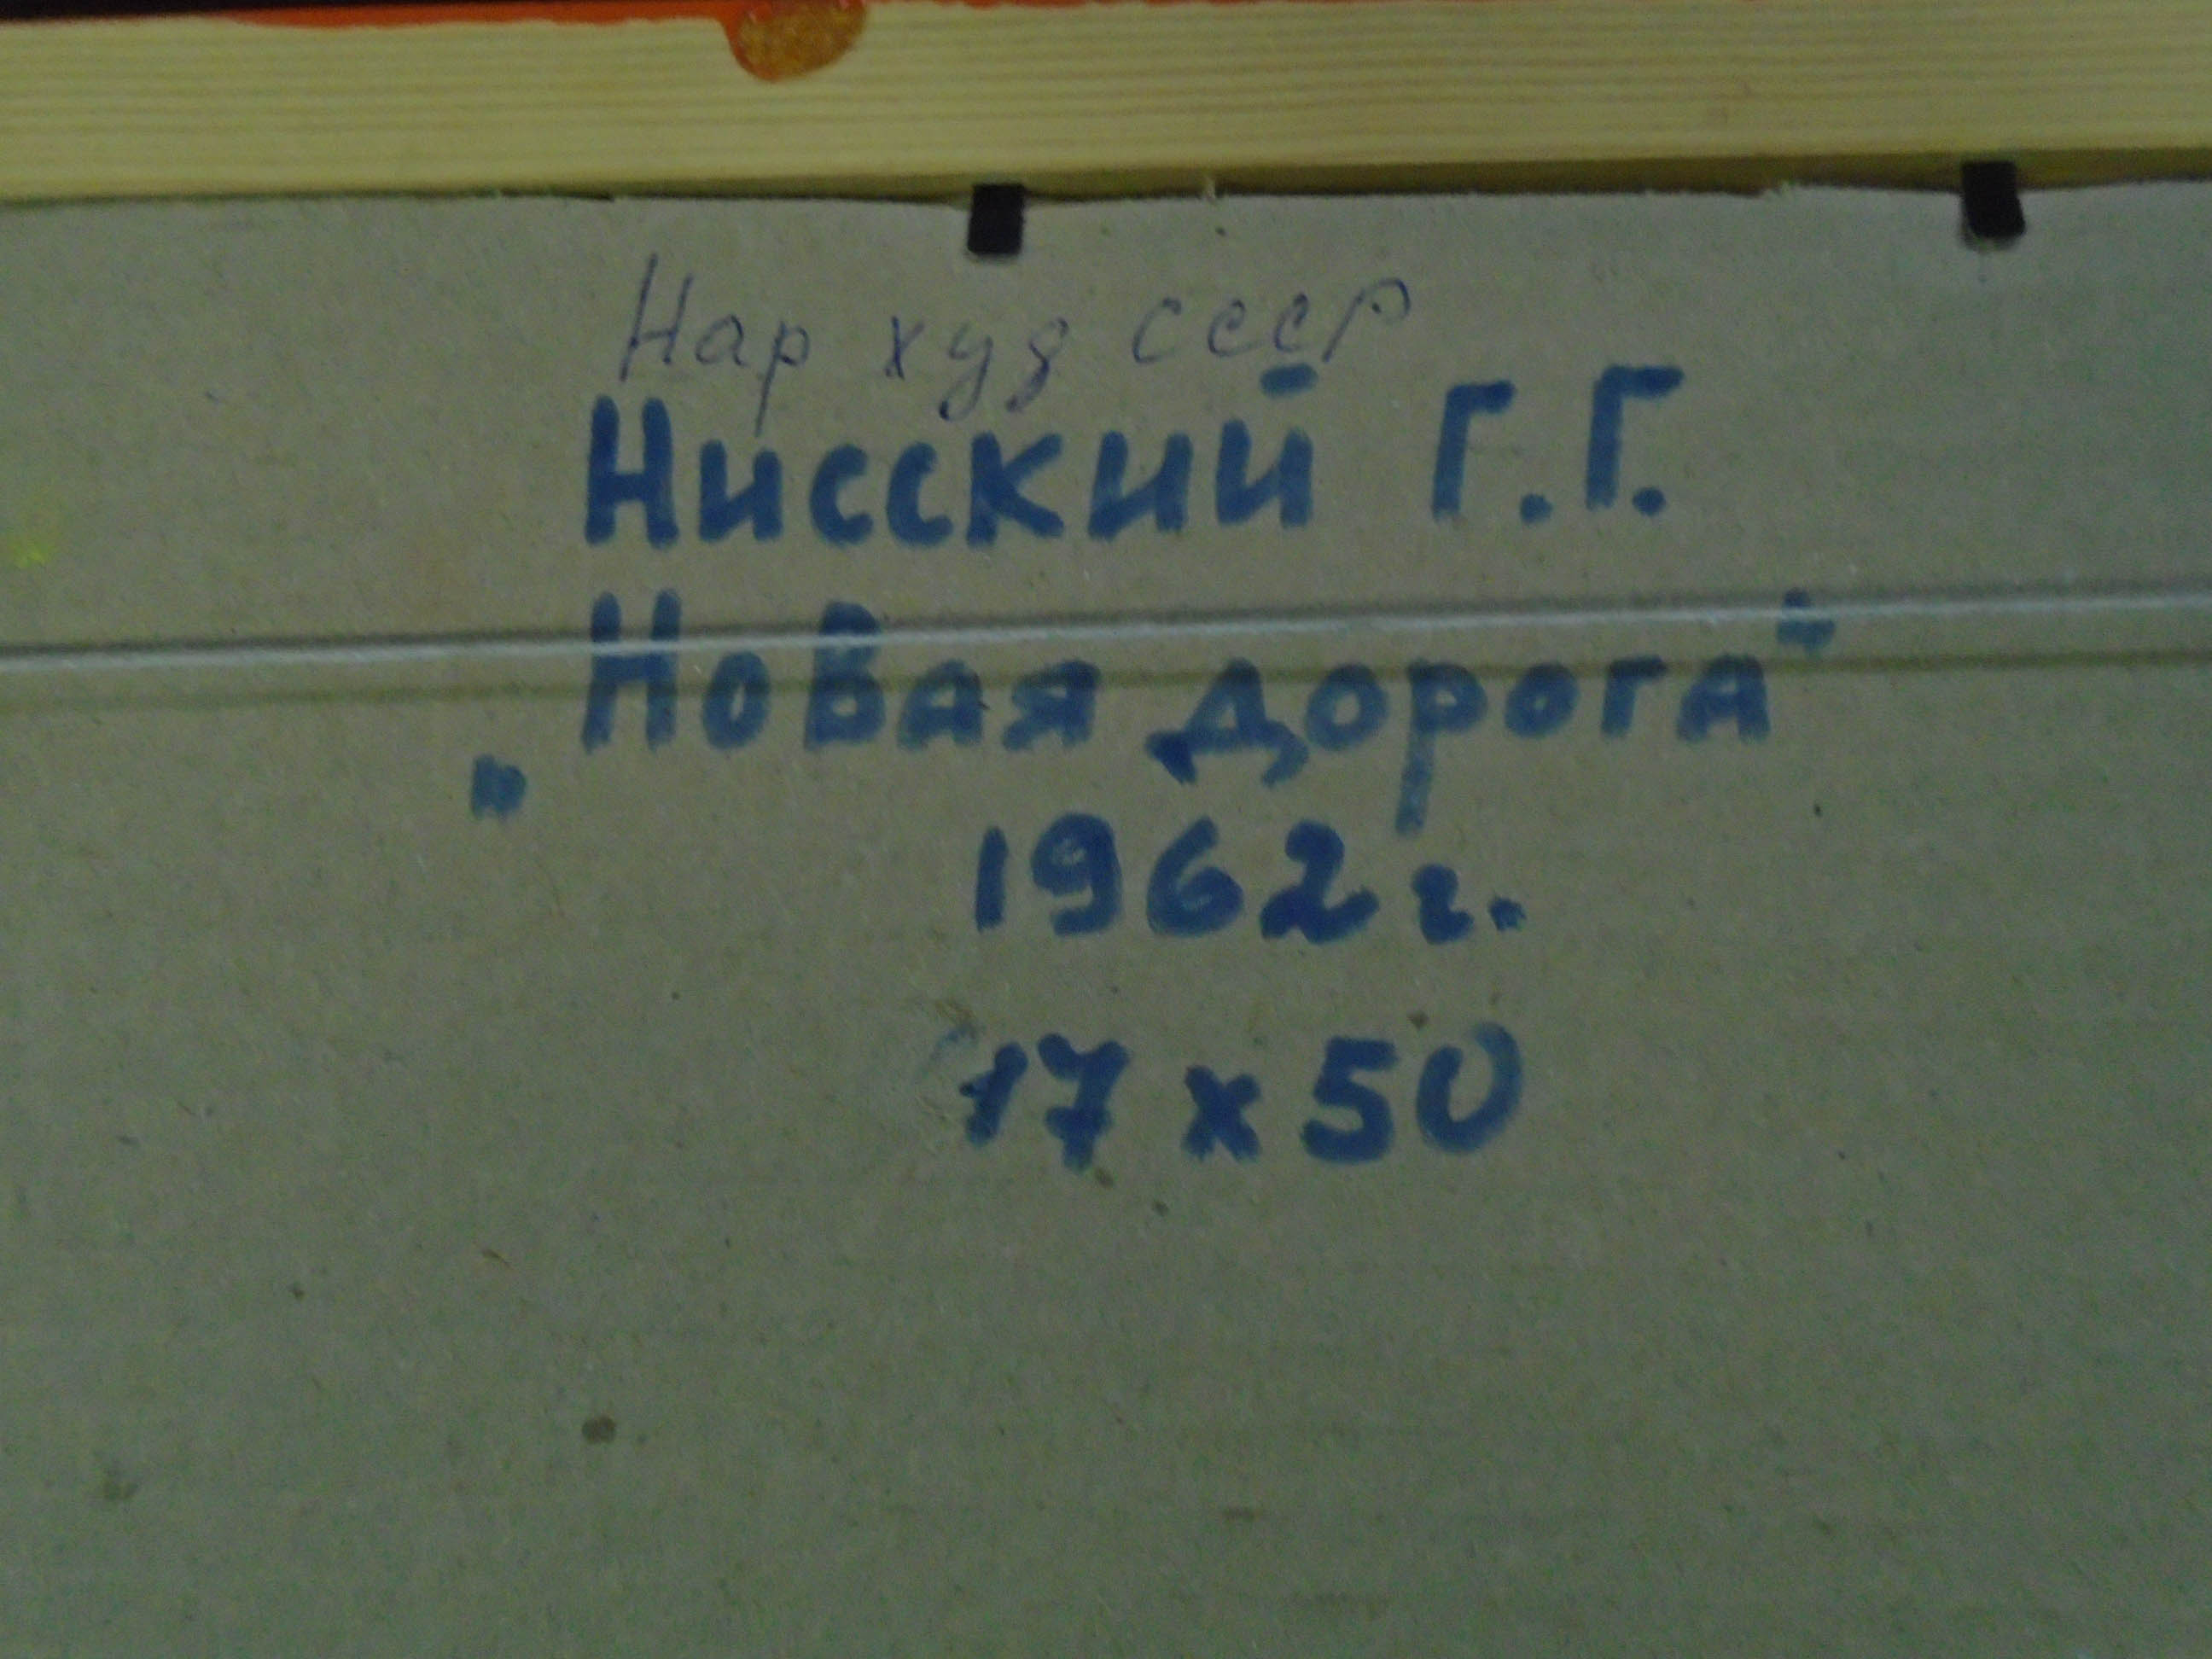 Нар худ ссср
Нисский Г.Г.
„Новая дорога"
1962 г.
17 х 50